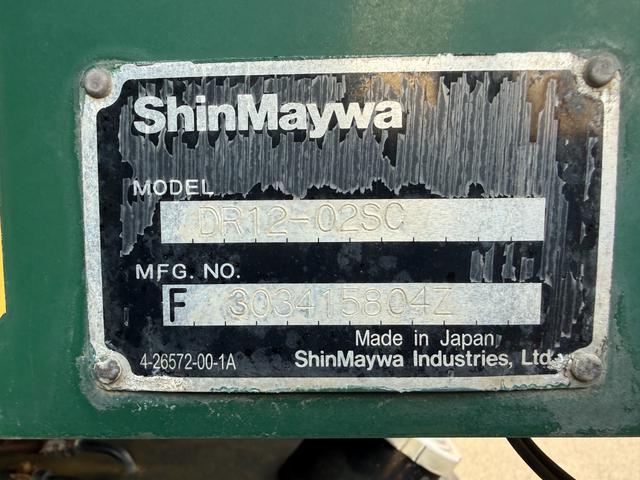 ShinMaywa
MODEL
DR12-02SC
MFG. NO.
F 303415804Z
Made in Japan
4-26572-00-1A
ShinMaywa Industries, Ltd.